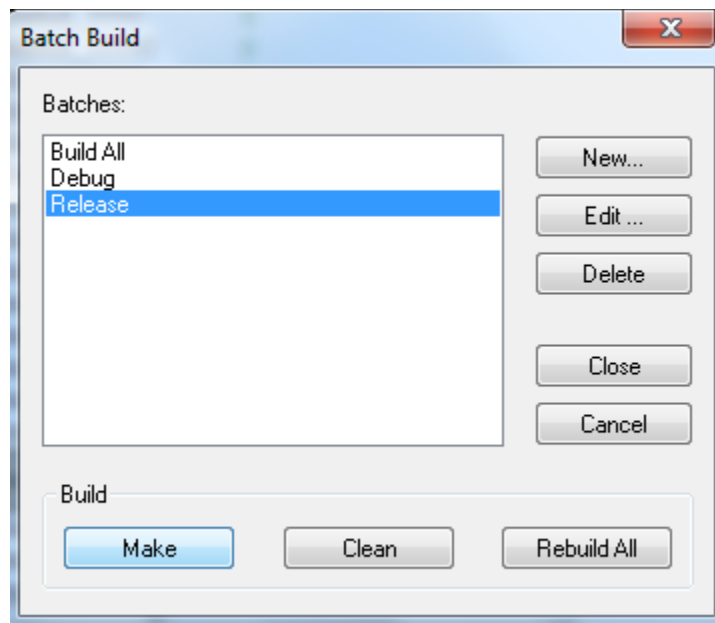 Batch Build
Batches:
Build All
Debug
Release
New...
Edit ...
Delete
Close
Cancel
Build
Make
Clean
Rebuild All